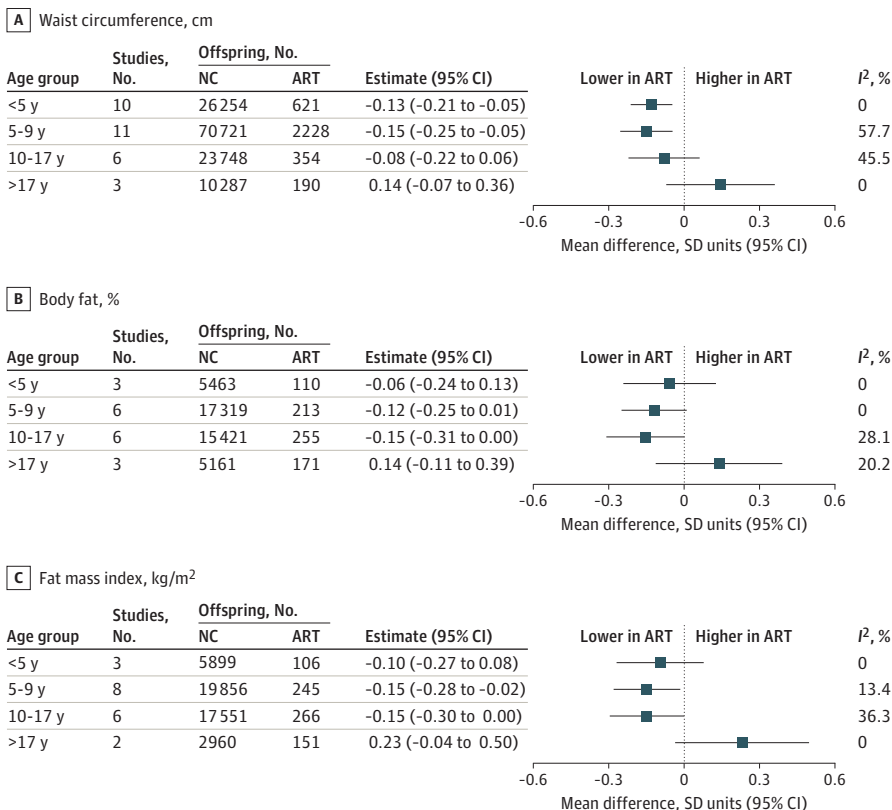 A Waist circumference, cm
Studies, Offspring, No.
Age group No. NC ART Estimate (95% CI) Lower in ART Higher in ART I², %
<5 y 10 26254 621 -0.13 (-0.21 to -0.05) 0
5-9 y 11 70721 2228 -0.15 (-0.25 to -0.05) 57.7
10-17 y 6 23748 354 -0.08 (-0.22 to 0.06) 45.5
>17 y 3 10287 190 0.14 (-0.07 to 0.36) 0
-0.6 -0.3 0 0.3 0.6
Mean difference, SD units (95% CI)
B Body fat, %
Studies, Offspring, No.
Age group No. NC ART Estimate (95% CI) Lower in ART Higher in ART I², %
<5 y 3 5463 110 -0.06 (-0.24 to 0.13) 0
5-9 y 6 17319 213 -0.12 (-0.25 to 0.01) 0
10-17 y 6 15421 255 -0.15 (-0.31 to 0.00) 28.1
>17 y 3 5161 171 0.14 (-0.11 to 0.39) 20.2
-0.6 -0.3 0 0.3 0.6
Mean difference, SD units (95% CI)
C Fat mass index, kg/m²
Studies, Offspring, No.
Age group No. NC ART Estimate (95% CI) Lower in ART Higher in ART I², %
<5 y 3 5899 106 -0.10 (-0.27 to 0.08) 0
5-9 y 8 19856 245 -0.15 (-0.28 to -0.02) 13.4
10-17 y 6 17551 266 -0.15 (-0.30 to 0.00) 36.3
>17 y 2 2960 151 0.23 (-0.04 to 0.50) 0
-0.6 -0.3 0 0.3 0.6
Mean difference, SD units (95% CI)